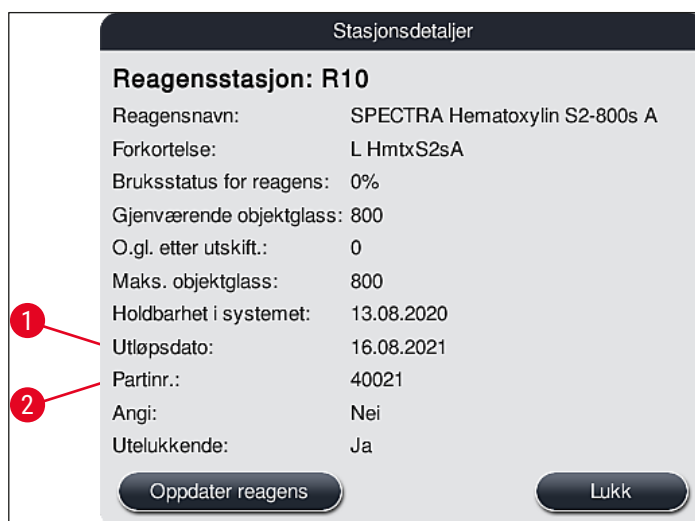 Stasjonsdetaljer
Reagensstasjon: R10
Reagensnavn: SPECTRA Hematoxylin S2-800s A
Forkortelse: L HmtxS2sA
Bruksstatus for reagens: 0%
Gjenværende objektglass: 800
O.gl. etter utskift.: 0
Maks. objektglass: 800
Holdbarhet i systemet: 13.08.2020
1 Utløpsdato: 16.08.2021
2 Partinr.: 40021
Angi: Nei
Utelukkende: Ja
Oppdater reagens Lukk